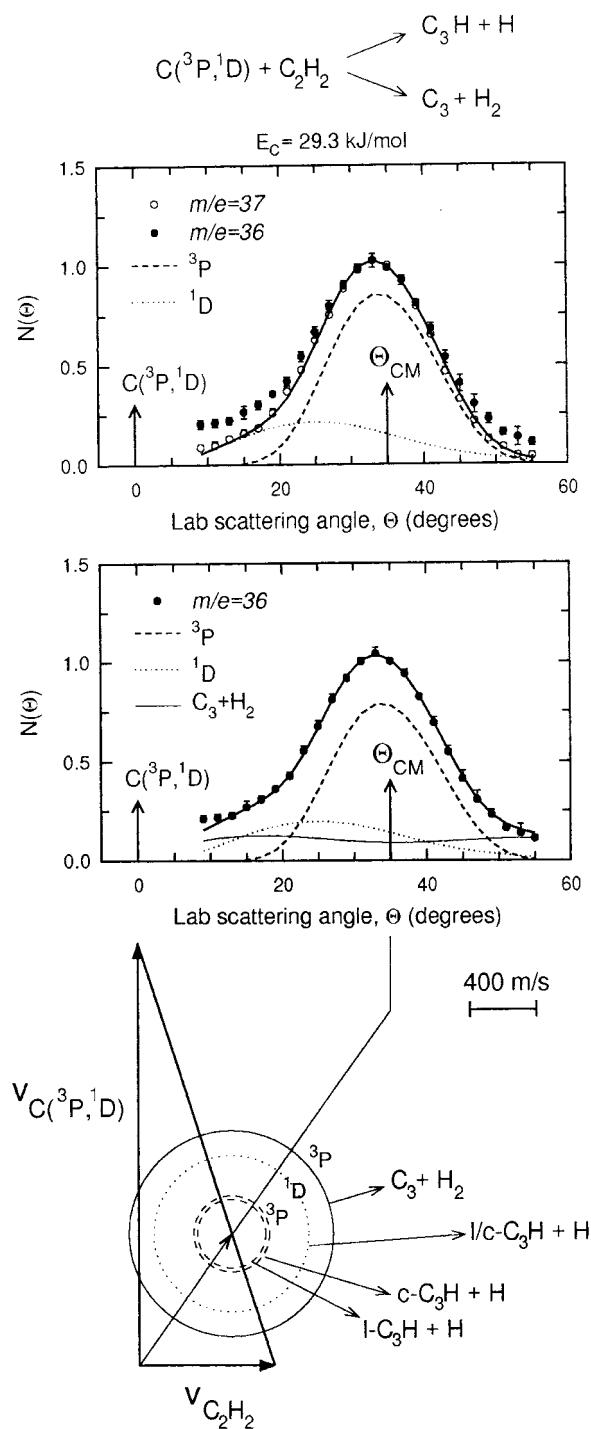 C₃H + H
C(³P,¹D) + C₂H₂
C₃ + H₂
E_C = 29.3 kJ/mol
1.5
m/e=37
m/e=36
1.0
³P
¹D
N(Θ)
Θ_CM
0.5
C(³P,¹D)
0.0
0 20 40 60
Lab scattering angle, Θ (degrees)
1.5
m/e=36
³P
1.0
¹D
C₃+H₂
N(Θ)
Θ_CM
0.5
C(³P,¹D)
0.0
0 20 40 60
Lab scattering angle, Θ (degrees)
400 m/s
V_C(³P,¹D)
³P
C₃+ H₂
¹D
³P
l/c-C₃H + H
c-C₃H + H
l-C₃H + H
V_C₂H₂